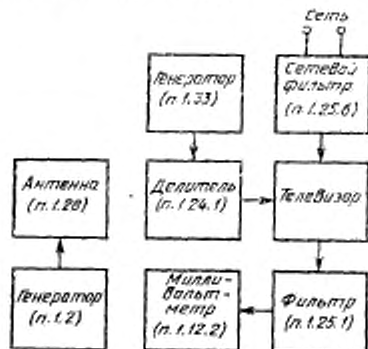 Сеть
Генератор
(п.1.33)
Сетевой
фильтр
(п.1.25.6)
Антенна
(п.1.28)
Делитель
(п.1.24.1)
Телевизор
Генератор
(п.1.2)
Милли-
вольт-
метр
(п.1.12.2)
Фильтр
(п.1.25.1)